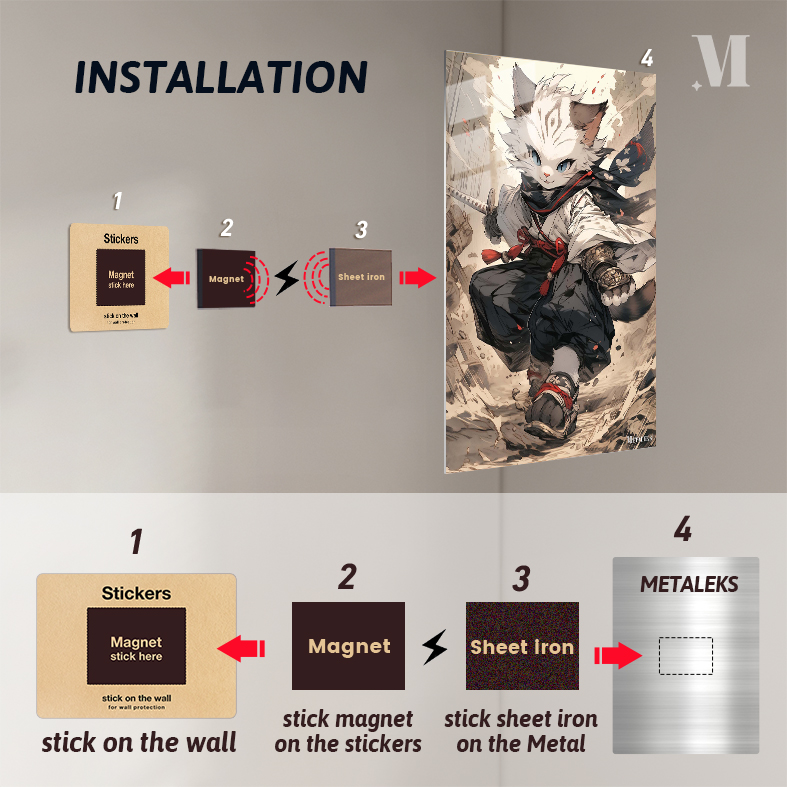 INSTALLATION
M
4
1
2
3
Stickers
Magnet
stick here
stick on the wall
for wall protection
Magnet
Sheet iron
1
2
3
4
Stickers
Magnet
stick here
stick on the wall
for wall protection
Magnet
Sheet iron
METALEKS
stick on the wall
stick magnet
on the stickers
stick sheet iron
on the Metal